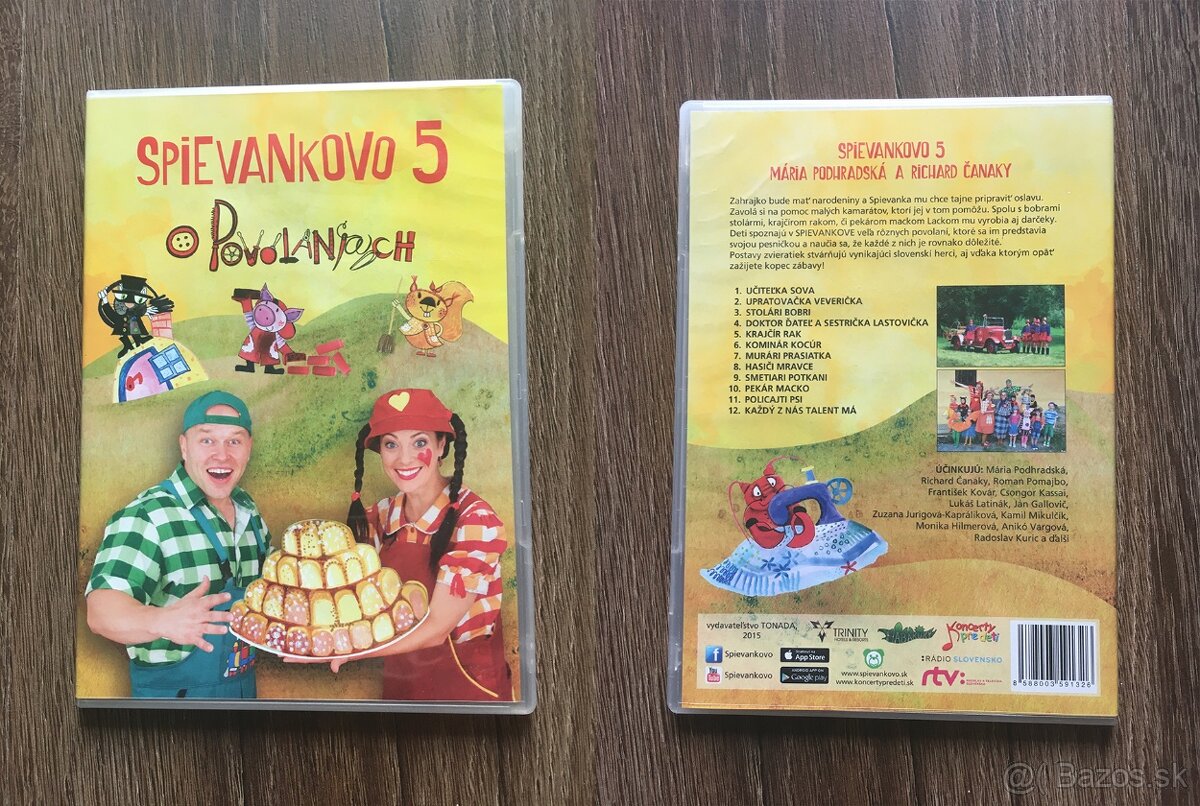 SPIEVANKOVO 5
O POVOLANIACH
SPIEVANKOVO 5
MÁRIA PODHRADSKÁ A RICHARD ČANAKY
Zahrajko bude mať narodeniny a Spievanka mu chce tajne pripraviť oslavu.
Zavolá si na pomoc malých kamarátov, ktorí jej v tom pomôžu. Spolu s bobrami
stolármi, krajčírom rakom, či pekárom mackom Lackom mu vyrobia aj darčeky.
Deti spoznajú v SPIEVANKOVE veľa rôznych povolaní, ktoré sa im predstavia
svojou pesničkou a naučia sa, že každé z nich je rovnako dôležité.
Postavy zvieratiek stvárňujú vynikajúci slovenskí herci, aj vďaka ktorým opäť
zažijete kopec zábavy!
1. UČITEĽKA SOVA
2. UPRATOVAČKA VEVERIČKA
3. STOLÁRI BOBRI
4. DOKTOR ĎATEĽ A SESTRIČKA LASTOVIČKA
5. KRAJČÍR RAK
6. KOMINÁR KOCÚR
7. MURÁRI PRASIATKA
8. HASIČI MRAVCE
9. SMETIARI POTKANI
10. PEKÁR MACKO
11. POLICAJTI PSI
12. KAŽDÝ Z NÁS TALENT MÁ
ÚČINKUJÚ: Mária Podhradská,
Richard Čanaky, Roman Pomajbo,
František Kovár, Csongor Kassai,
Lukáš Latinák, Ján Gallovič,
Zuzana Jurigová-Kapráliková, Kamil Mikulčík,
Monika Hilmerová, Anikó Vargová,
Radoslav Kuric a ďalší
vydavateľstvo TONADA,
2015
TRINITY
HOTELS & RESORTS
Koncerty
pre deti
Spievankovo
App Store
RÁDIO SLOVENSKO
You Tube
Spievankovo
ANDROID APP ON
Google play
www.spievankovo.sk
www.koncertypredeti.sk
rtv:
8 588003 591326
@ Bazos.sk